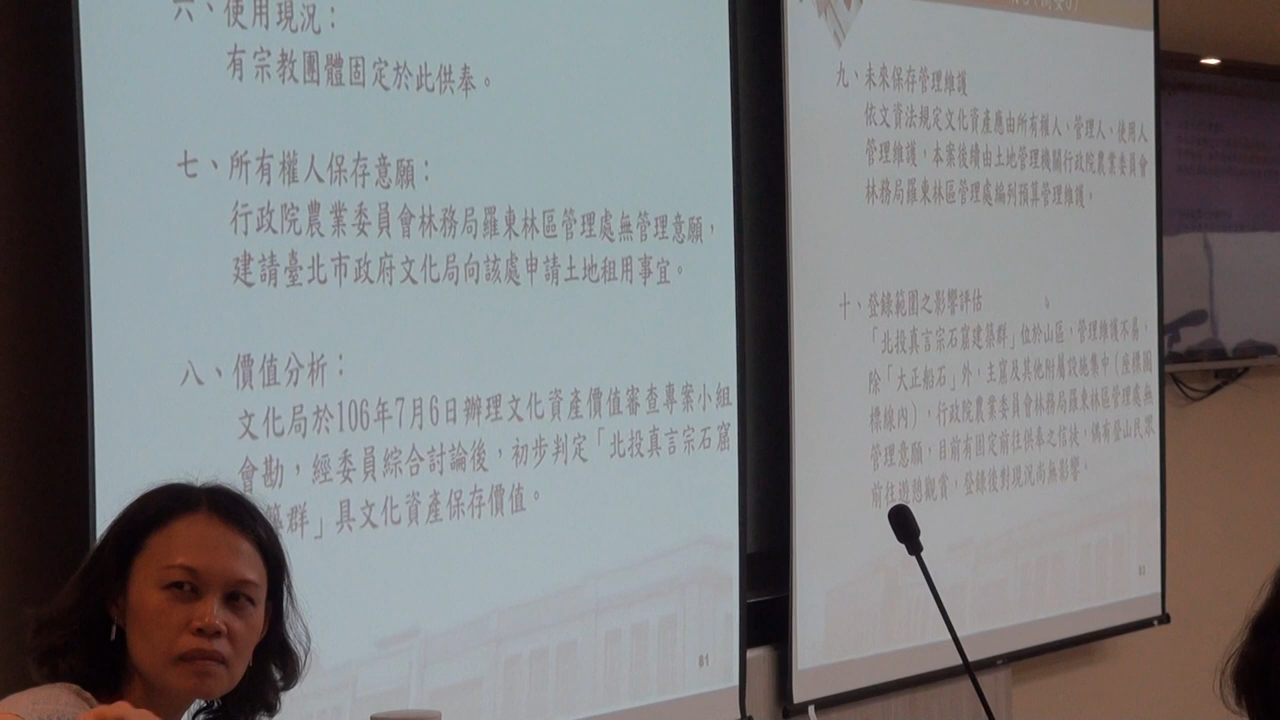 六、使用現況：
有宗教團體固定於此供奉。
七、所有權人保存意願：
行政院農業委員會林務局羅東林區管理處無管理意願，
建請臺北市政府文化局向該處申請土地租用事宜。
八、價值分析：
文化局於106年7月6日辦理文化資產價值審查專案小組
會勘，經委員綜合討論後，初步判定「北投真言宗石窟
築群」具文化資產保存價值。
81
九、未來保存管理維護
依文資法規定文化資產應由所有權人、管理人、使用人
管理維護，本案後續由土地管理機關行政院農業委員會
林務局羅東林區管理處編列預算管理維護。
十、登錄範圍之影響評估
「北投真言宗石窟建築群」位於山區，管理維護不易，
除「大正船石」外，主窟及其他附屬設施集中（座標圖
標線內），行政院農業委員會林務局羅東林區管理處無
管理意願，目前有固定前往供奉之信徒，偶有登山民眾
前往遊憩觀賞，登錄後對現況尚無影響。